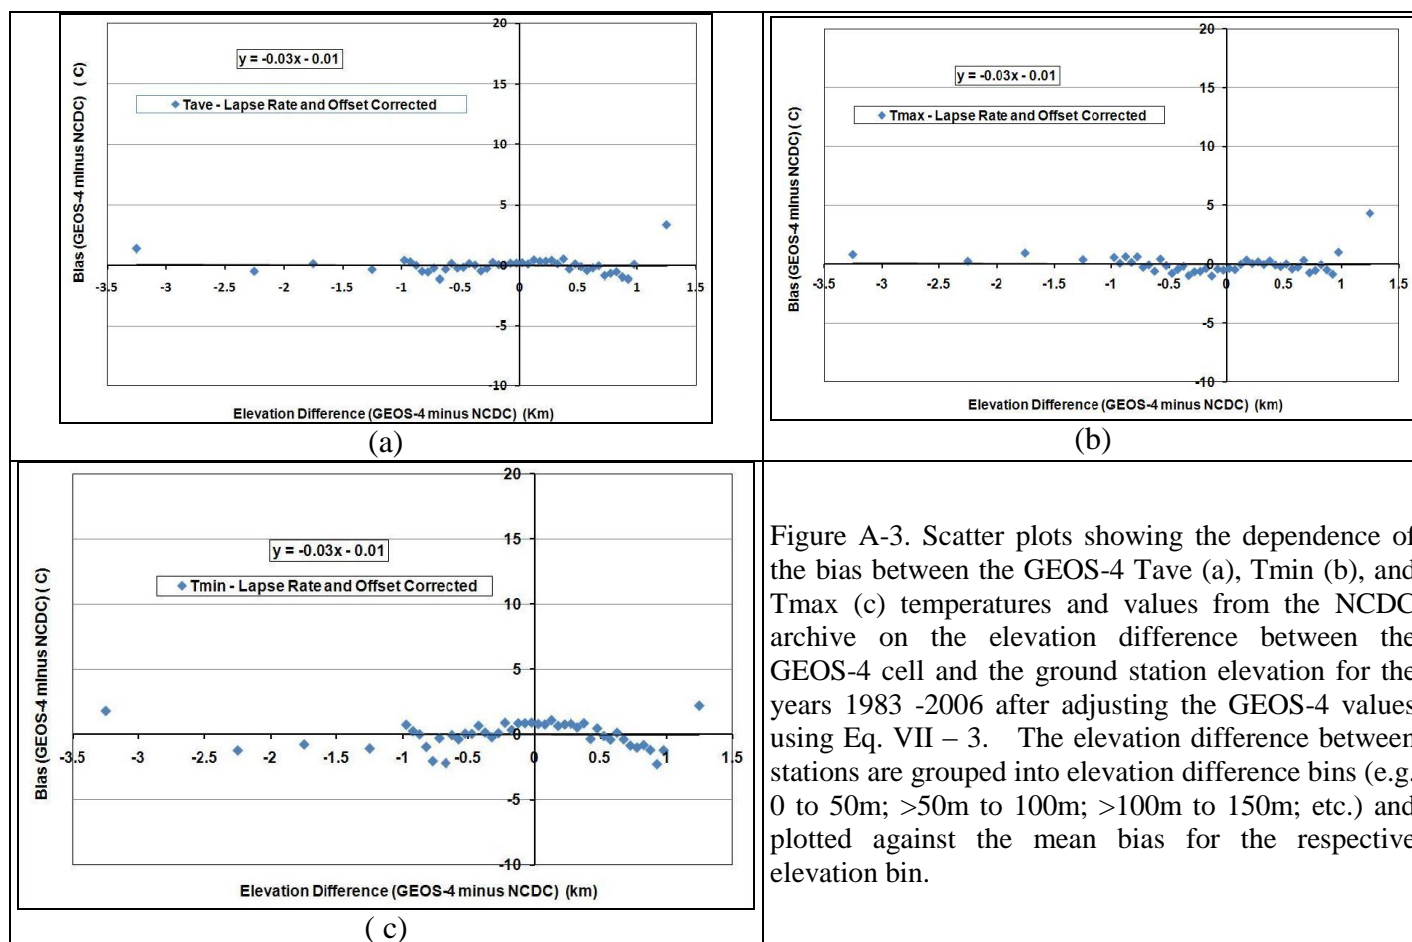 20
y = -0.03x - 0.01
15
Tave - Lapse Rate and Offset Corrected
10
5
0
-3.5 -3 -2.5 -2 -1.5 -1 -0.5 0 0.5 1 1.5
-5
-10
Bias (GEOS-4 minus NCDC) ( C)
Elevation Difference (GEOS-4 minus NCDC) (Km)
(a)
20
y = -0.03x - 0.01
15
Tmax - Lapse Rate and Offset Corrected
10
5
0
-3.5 -3 -2.5 -2 -1.5 -1 -0.5 0 0.5 1 1.5
-5
-10
Bias (GEOS-4 minus NCDC) ( C)
Elevation Difference (GEOS-4 minus NCDC) (km)
(b)
20
15
y = -0.03x - 0.01
Tmin - Lapse Rate and Offset Corrected
10
5
0
-3.5 -3 -2.5 -2 -1.5 -1 -0.5 0 0.5 1 1.5
-5
-10
Bias (GEOS-4 minus NCDC) ( C)
Elevation Difference (GEOS-4 minus NCDC) (km)
( c)
Figure A-3. Scatter plots showing the dependence of
the bias between the GEOS-4 Tave (a), Tmin (b), and
Tmax (c) temperatures and values from the NCDC
archive on the elevation difference between the
GEOS-4 cell and the ground station elevation for the
years 1983 -2006 after adjusting the GEOS-4 values
using Eq. VII – 3. The elevation difference between
stations are grouped into elevation difference bins (e.g.
0 to 50m; >50m to 100m; >100m to 150m; etc.) and
plotted against the mean bias for the respective
elevation bin.